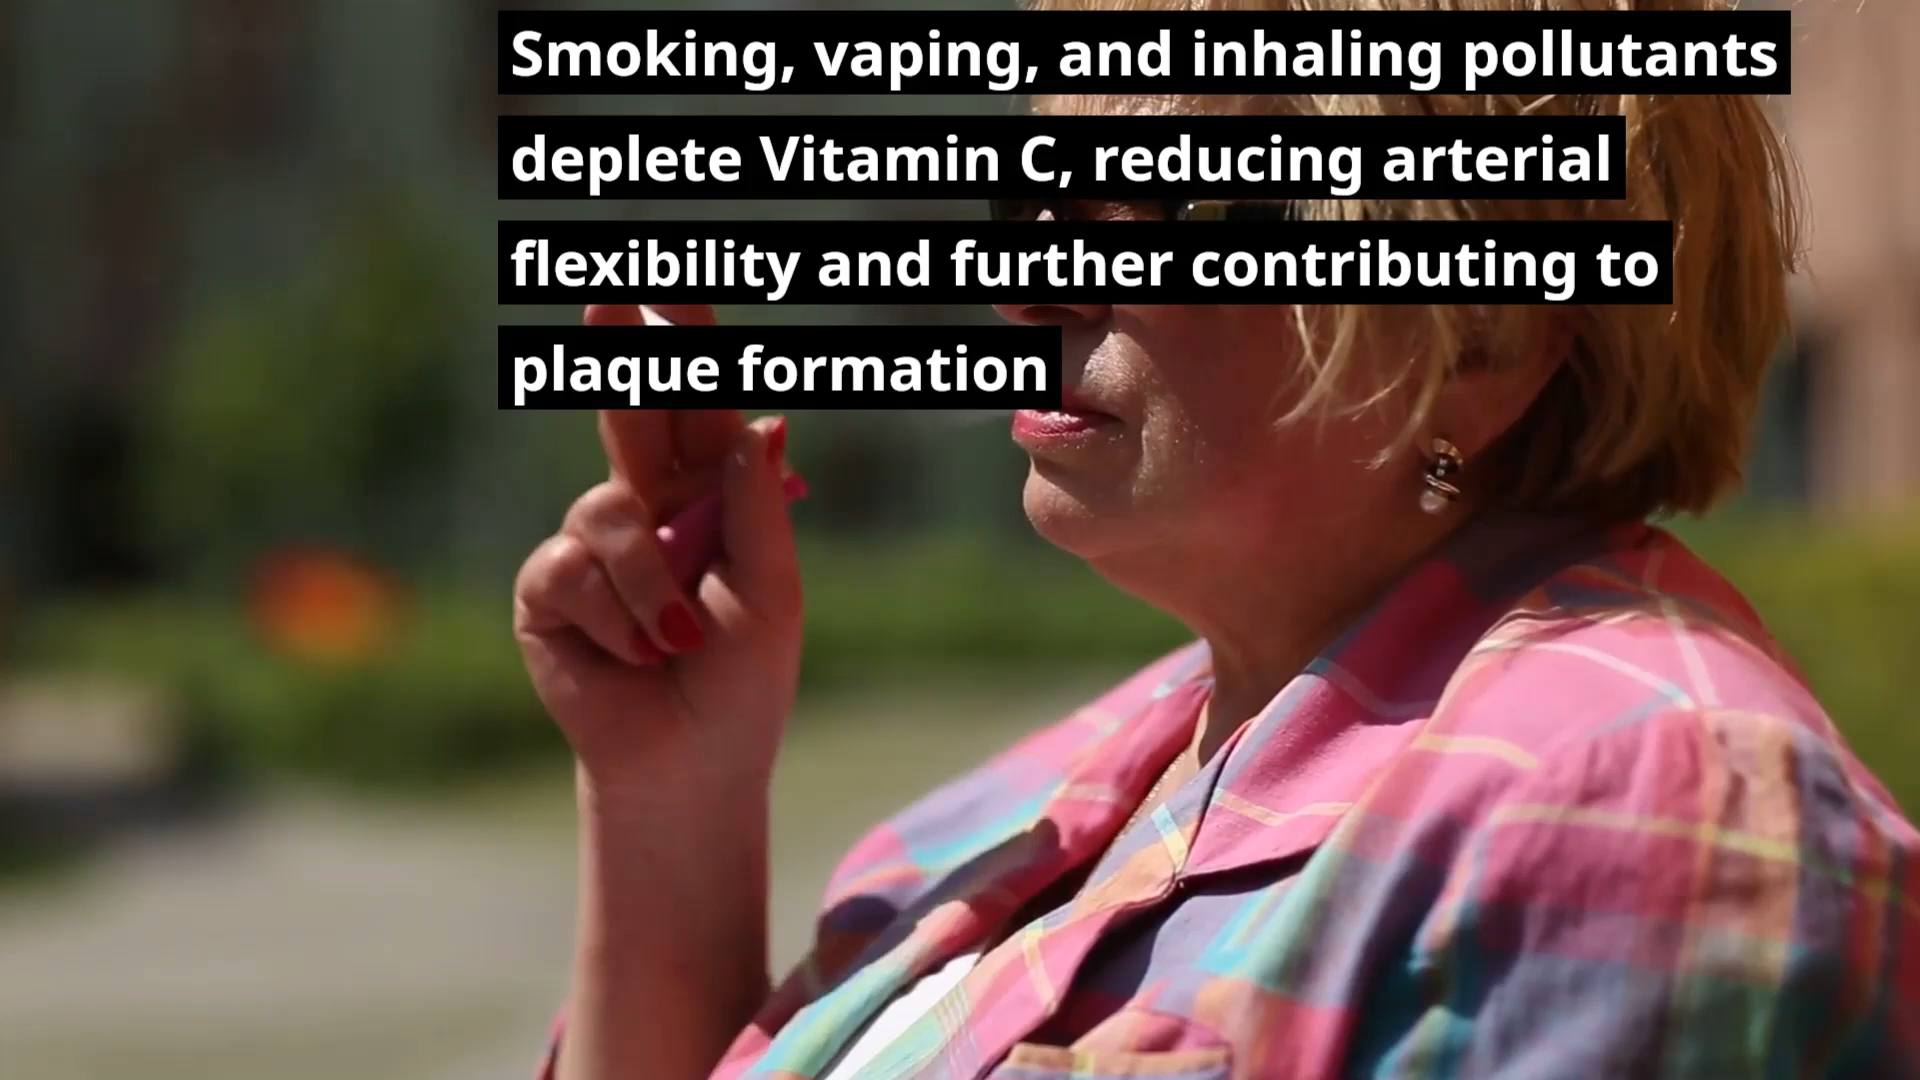 Smoking, vaping, and inhaling pollutants
deplete Vitamin C, reducing arterial
flexibility and further contributing to
plaque formation